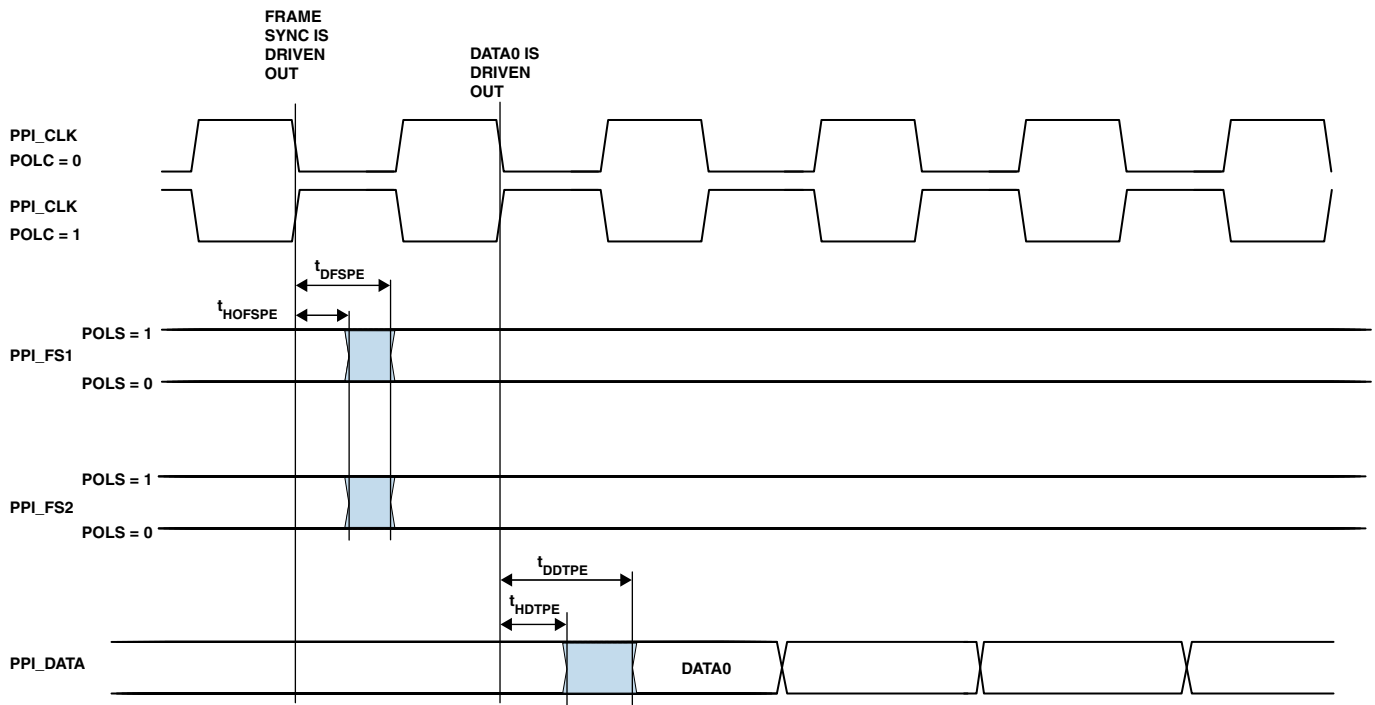 FRAME
SYNC IS
DRIVEN
OUT
DATA0 IS
DRIVEN
OUT
PPI_CLK
POLC = 0
PPI_CLK
POLC = 1
tDFSPE
tHOFSPE
POLS = 1
PPI_FS1
POLS = 0
POLS = 1
PPI_FS2
POLS = 0
tDDTPE
tHDTPE
PPI_DATA
DATA0